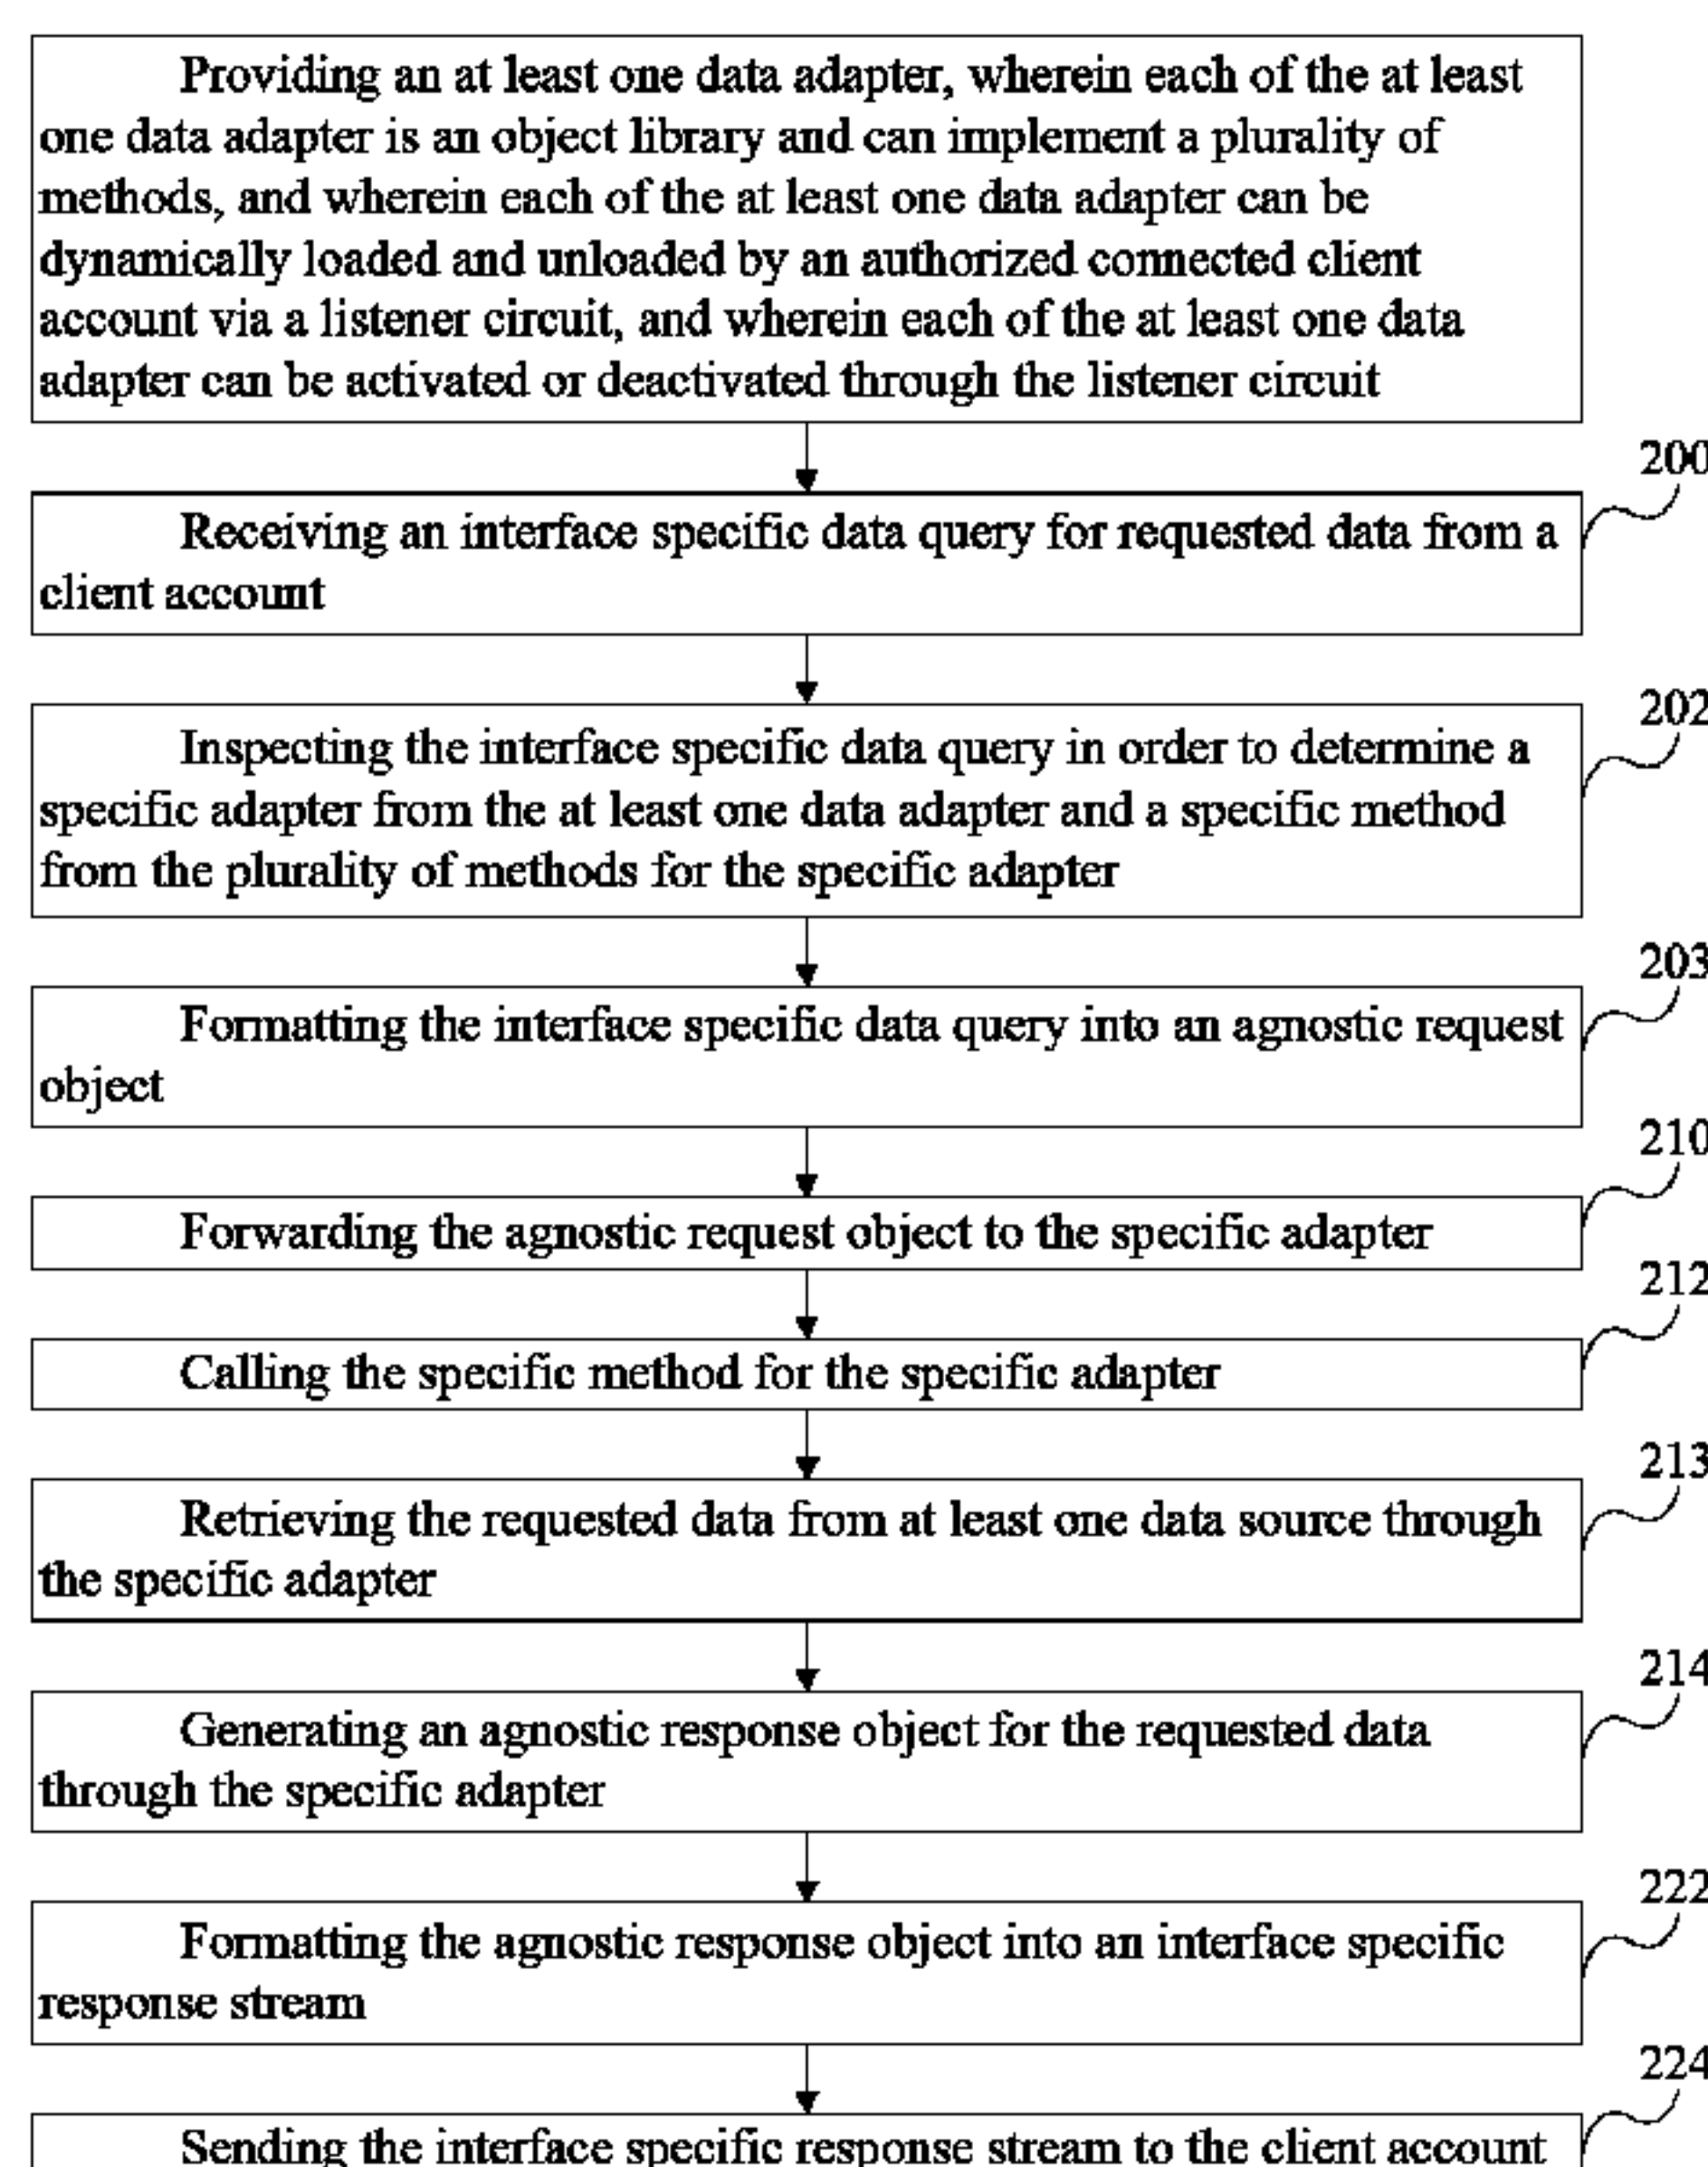 Providing an at least one data adapter, wherein each of the at least
one data adapter is an object library and can implement a plurality of
methods, and wherein each of the at least one data adapter can be
dynamically loaded and unloaded by an authorized connected client
account via a listener circuit, and wherein each of the at least one data
adapter can be activated or deactivated through the listener circuit
200
Receiving an interface specific data query for requested data from a
client account
202
Inspecting the interface specific data query in order to determine a
specific adapter from the at least one data adapter and a specific method
from the plurality of methods for the specific adapter
203
Formatting the interface specific data query into an agnostic request
object
210
Forwarding the agnostic request object to the specific adapter
212
Calling the specific method for the specific adapter
213
Retrieving the requested data from at least one data source through
the specific adapter
214
Generating an agnostic response object for the requested data
through the specific adapter
222
Formatting the agnostic response object into an interface specific
response stream
224
Sending the interface specific response stream to the client account